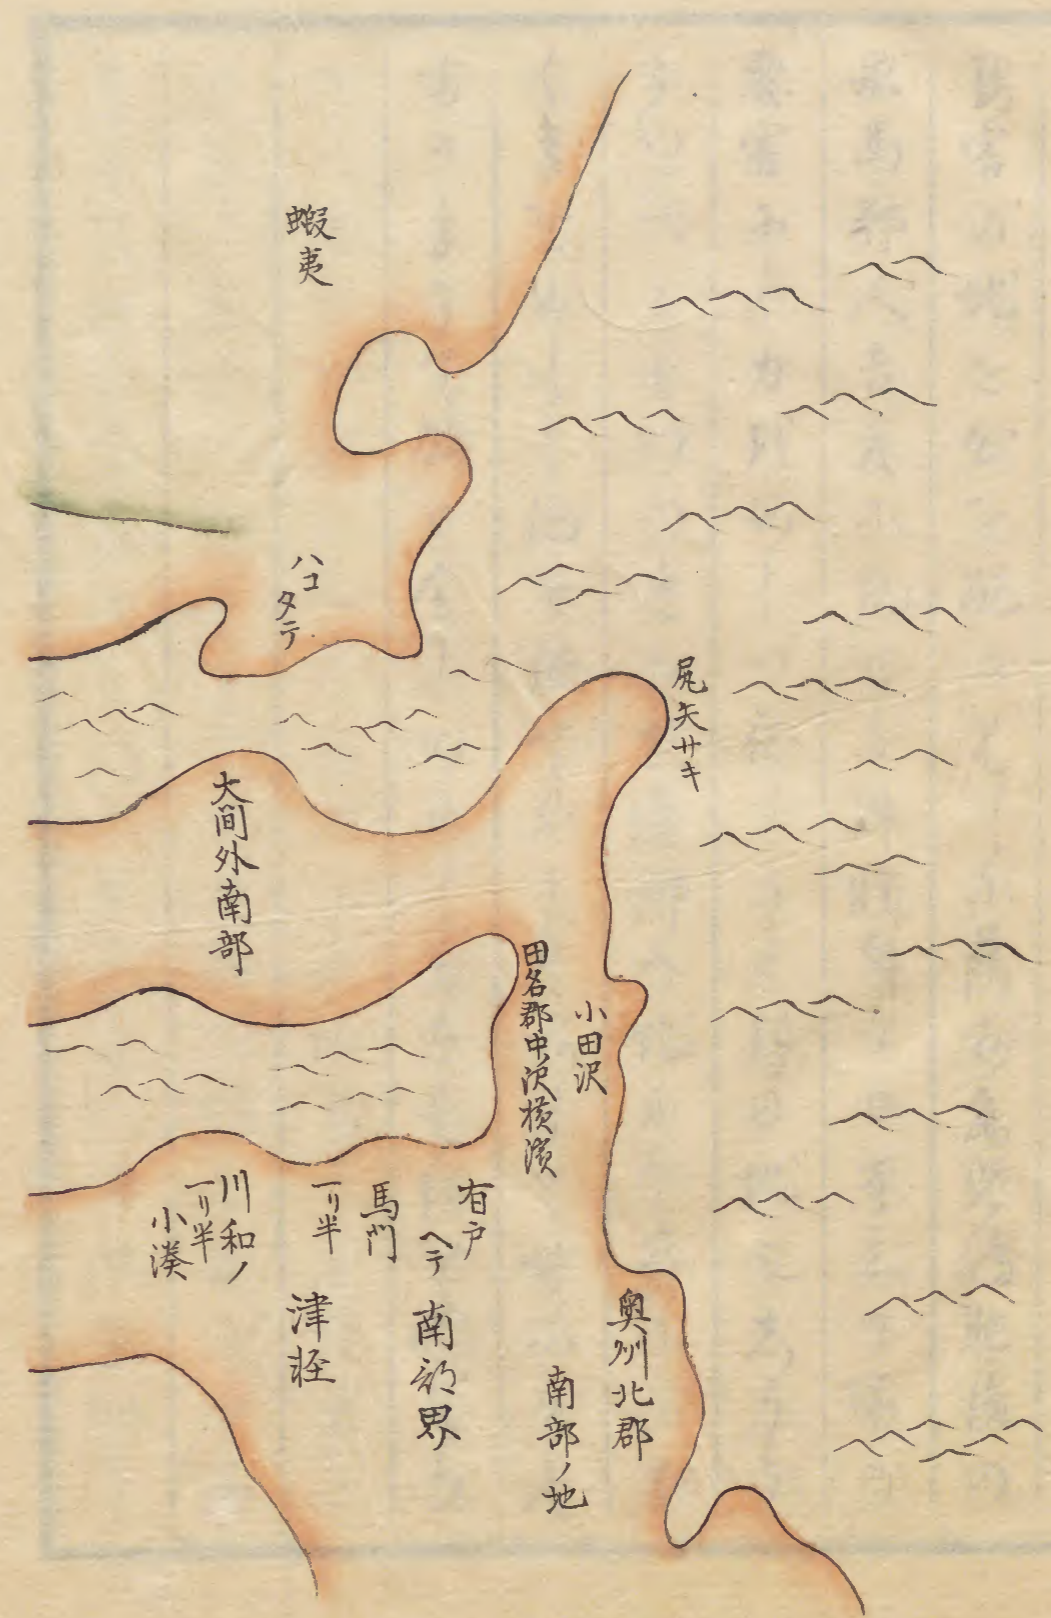 蝦夷
ハコ
タテ
尻矢サキ
大間外南部
小田沢
田名郡中沢横濱
有戸
ヘテ
馬門
一リ半
川和ノ
一リ半
小湊
奥州北郡
南部ノ地
南部界
津軽